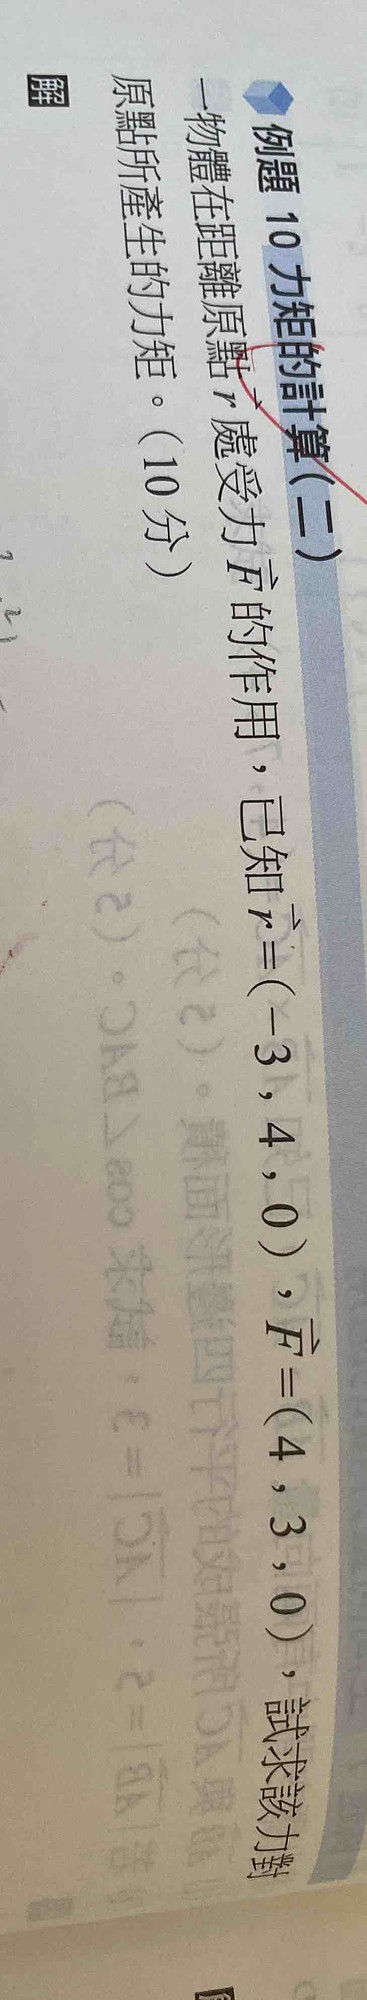 例題 10 力矩的計算(二)
一物體在距離原點 r⃗ 處受力 F⃗ 的作用，已知 r⃗=(−3 , 4 , 0)，F⃗=(4 , 3 , 0)，試求該力對
原點所產生的力矩。(10 分)
解